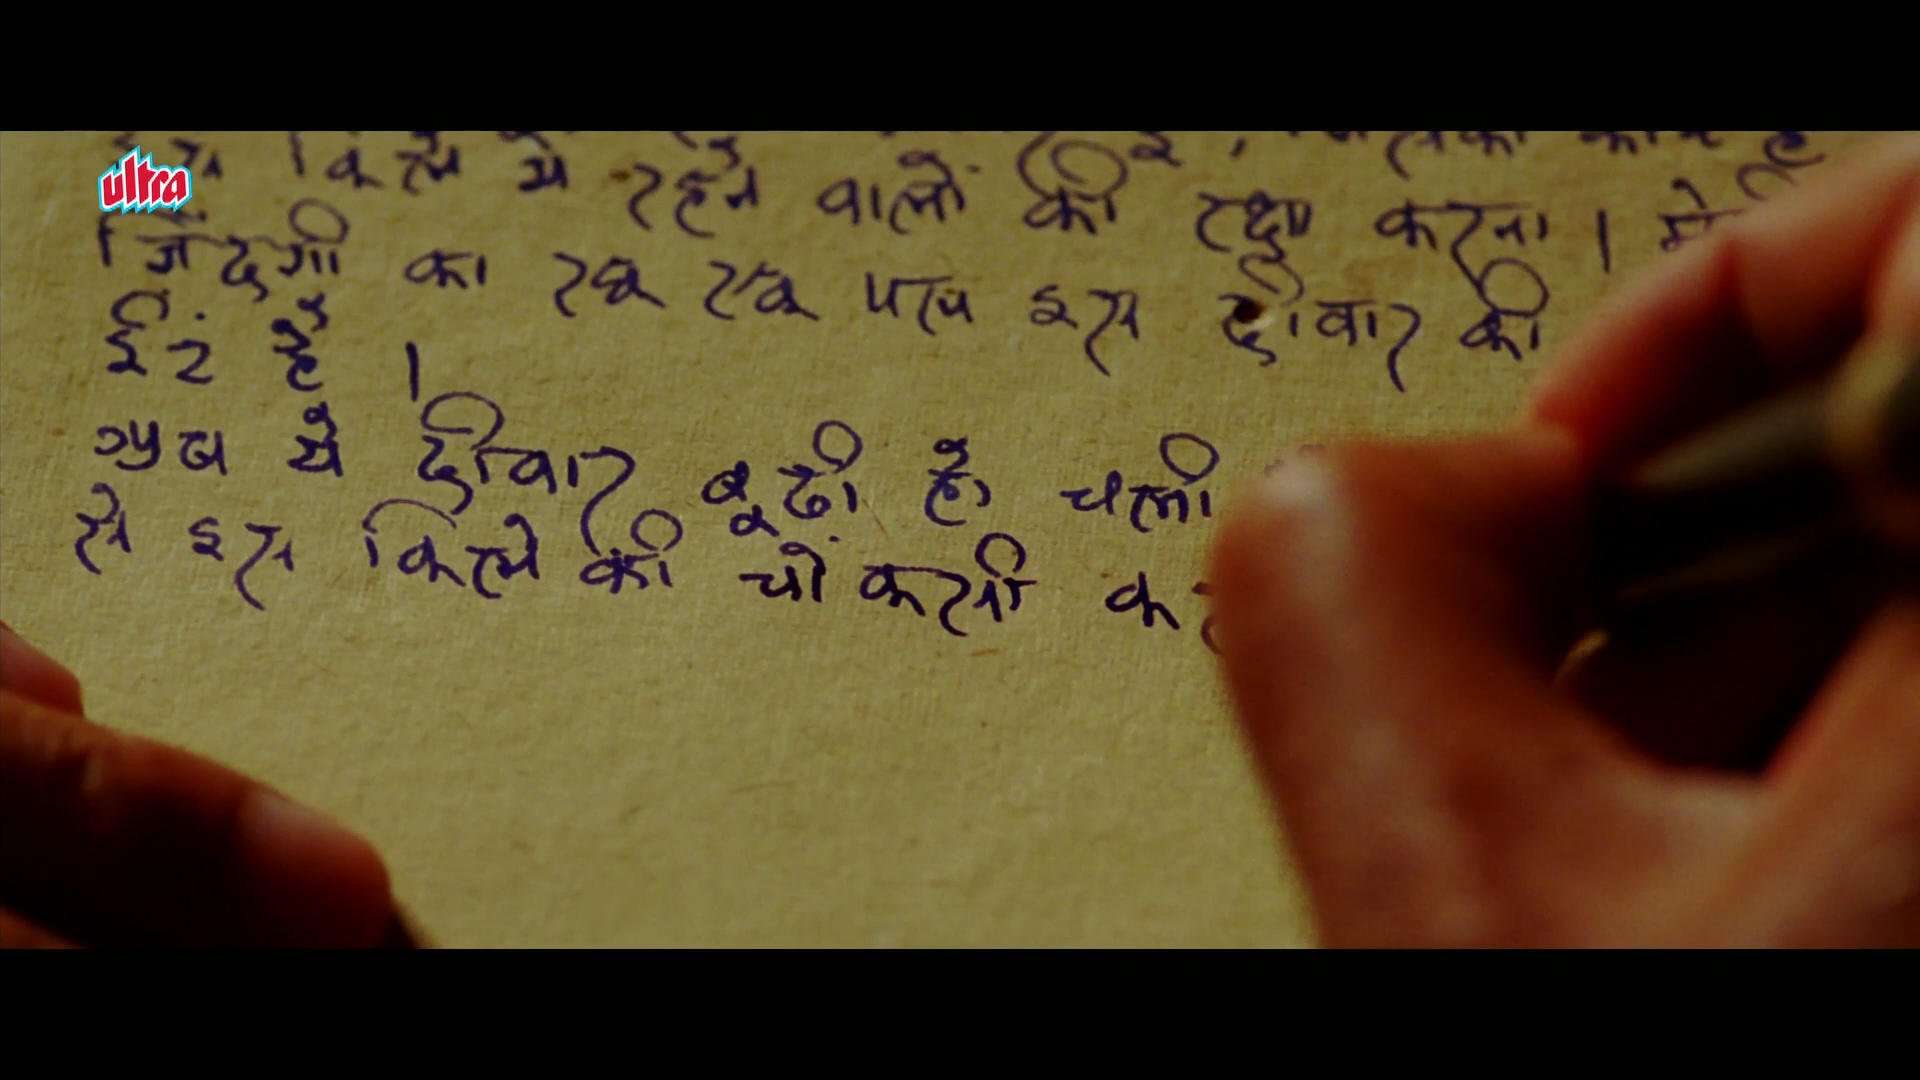 ultra
रहने वालों की रक्षा करना । मे
जिंदगी का एक एक पल इस दीवार की
ईंट है ।
अब ये दीवार बूढी हो चली
से इस किले की चौंकसी क